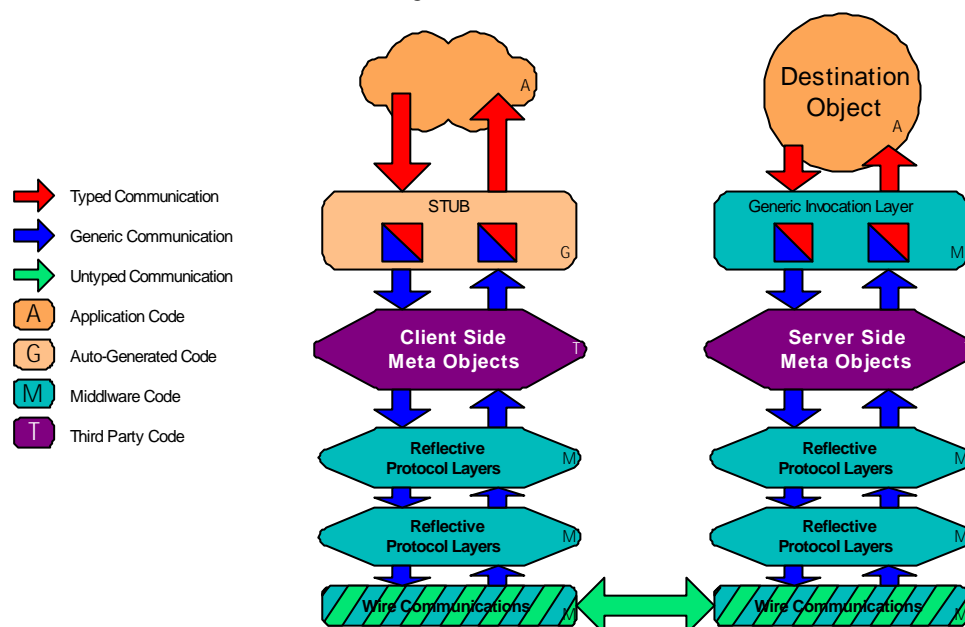 A
Destination
Object
A
Typed Communication
Generic Communication
Untyped Communication
A Application Code
G Auto-Generated Code
M Middlware Code
T Third Party Code
STUB
G
Generic Invocation Layer
M
Client Side
Meta Objects
T
Server Side
Meta Objects
Reflective
Protocol Layers
M
Reflective
Protocol Layers
M
Reflective
Protocol Layers
M
Reflective
Protocol Layers
M
Wire Communications
M
Wire Communications
M